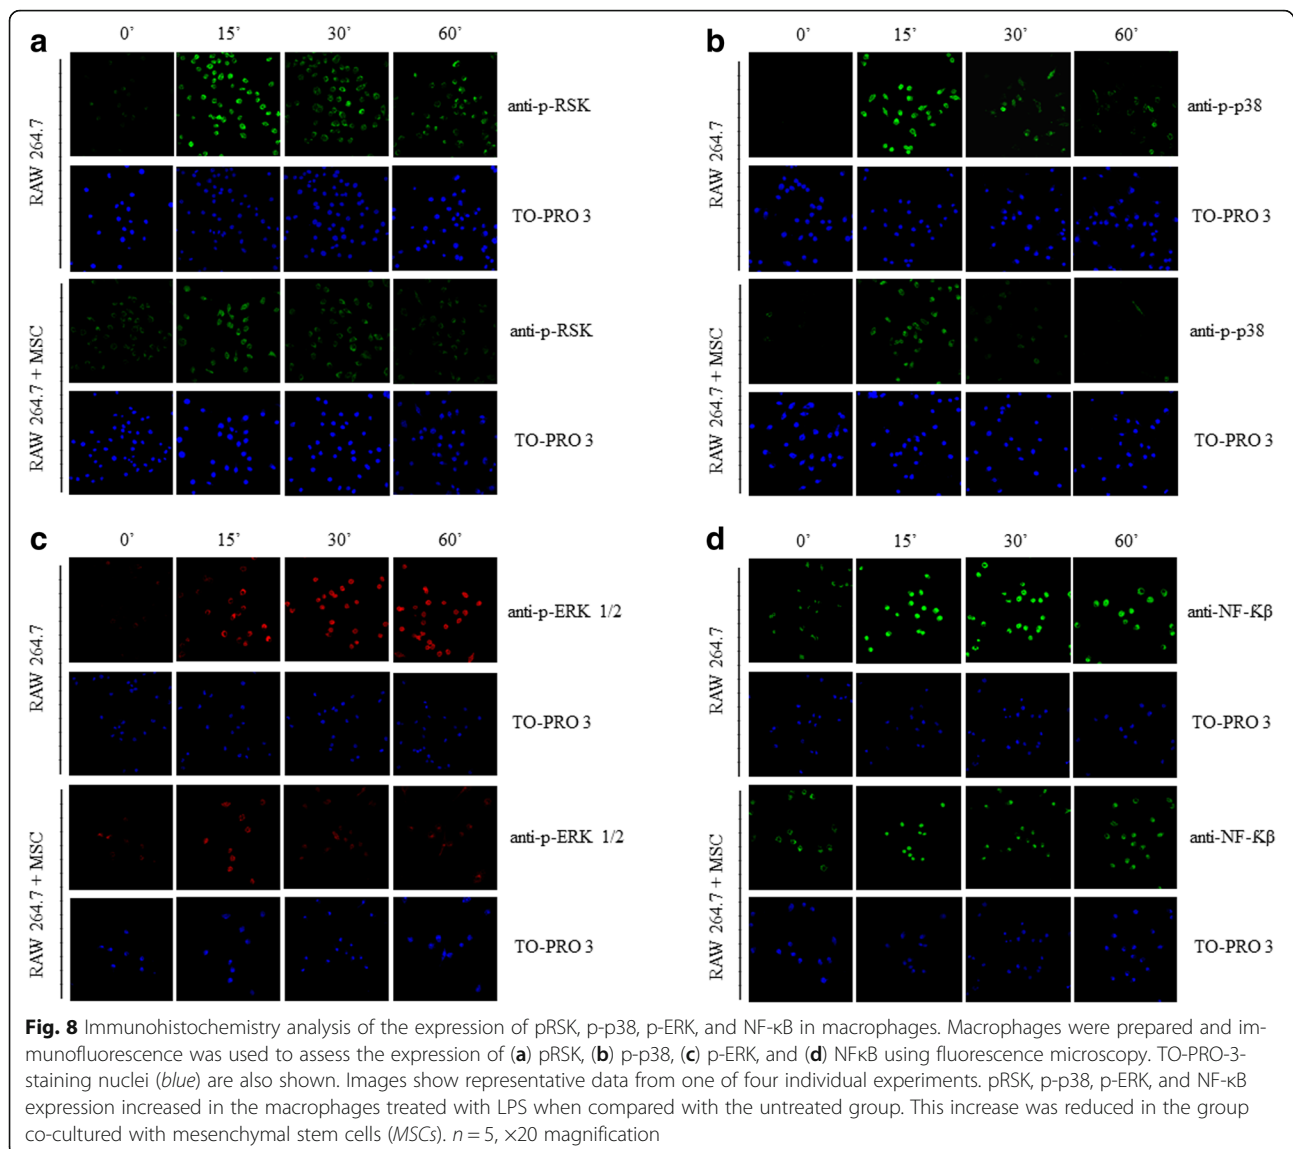 a
0' 15' 30' 60'
RAW 264.7
anti-p-RSK
TO-PRO 3
RAW 264.7 + MSC
anti-p-RSK
TO-PRO 3
b
0' 15' 30' 60'
RAW 264.7
anti-p-p38
TO-PRO 3
RAW 264.7 + MSC
anti-p-p38
TO-PRO 3
c
0' 15' 30' 60'
RAW 264.7
anti-p-ERK 1/2
TO-PRO 3
RAW 264.7 + MSC
anti-p-ERK 1/2
TO-PRO 3
d
0' 15' 30' 60'
RAW 264.7
anti-NF-Kβ
TO-PRO 3
RAW 264.7 + MSC
anti-NF-Kβ
TO-PRO 3
Fig. 8 Immunohistochemistry analysis of the expression of pRSK, p-p38, p-ERK, and NF-κB in macrophages. Macrophages were prepared and im-
munofluorescence was used to assess the expression of (a) pRSK, (b) p-p38, (c) p-ERK, and (d) NFκB using fluorescence microscopy. TO-PRO-3-
staining nuclei (blue) are also shown. Images show representative data from one of four individual experiments. pRSK, p-p38, p-ERK, and NF-κB
expression increased in the macrophages treated with LPS when compared with the untreated group. This increase was reduced in the group
co-cultured with mesenchymal stem cells (MSCs). n = 5, ×20 magnification